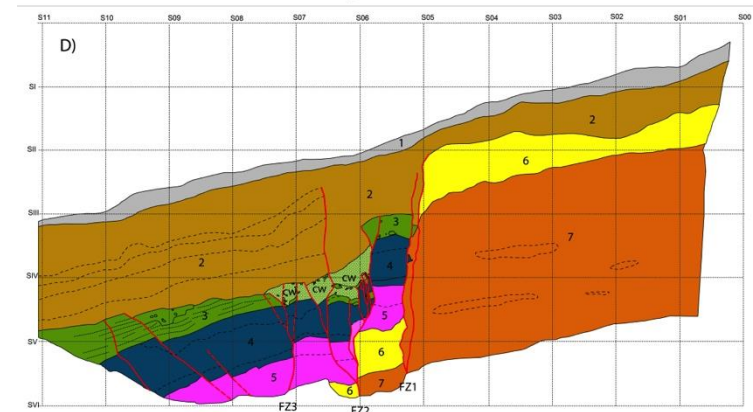 S11 S10 S09 S08 S07 S06 S05 S04 S03 S02 S01 S00
D)
SI
1
2
SII
6
2
SIII
3
7
2
4
SIV
CW CW CW
3
5
SV
4
6
5
7
6
FZ1
SVI
FZ3 FZ2